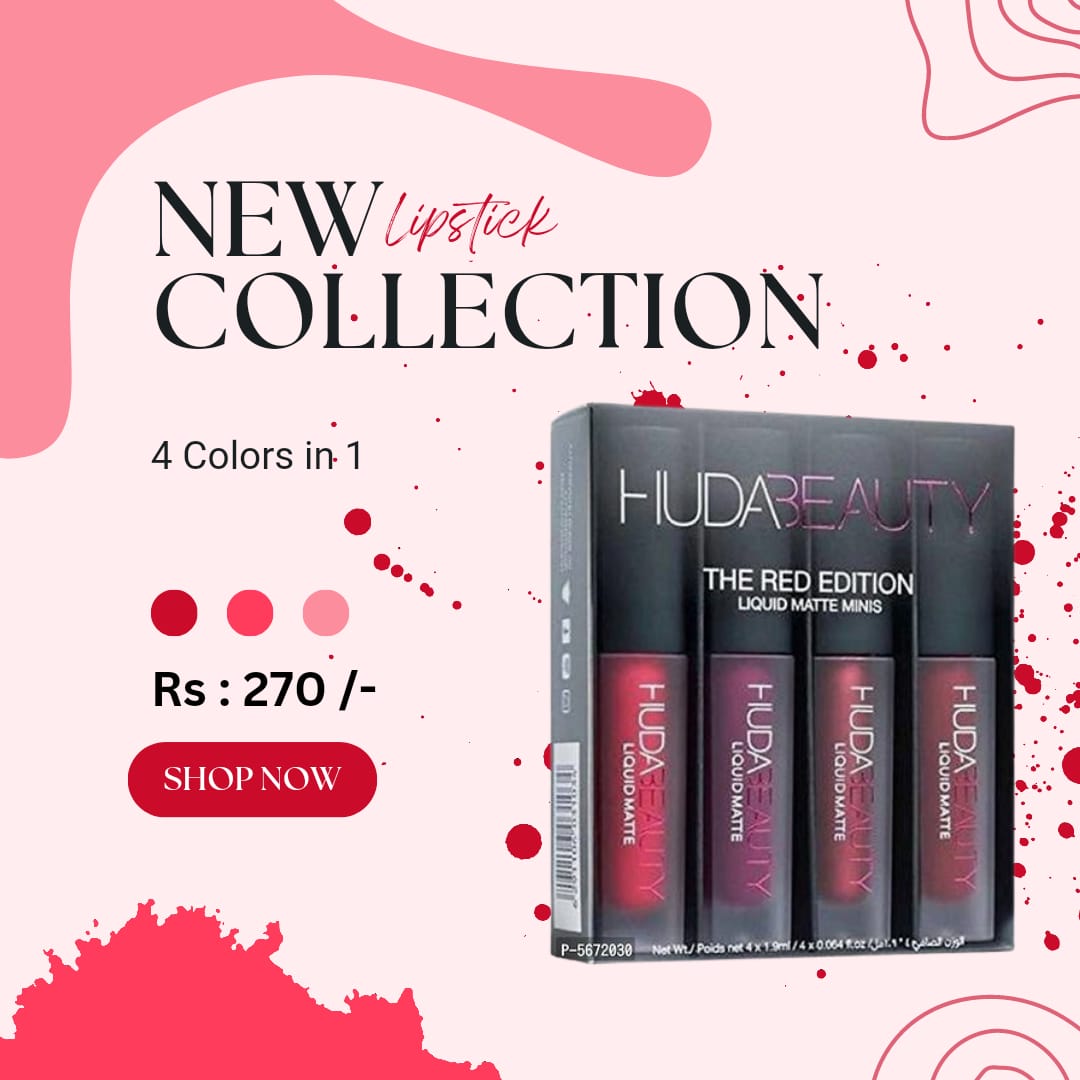 NEW Lipstick
COLLECTION
4 Colors in 1
Rs : 270 /-
SHOP NOW
HUDABEAUTY
THE RED EDITION
LIQUID MATTE MINIS
HUDABEAUTY
LIQUID MATTE
HUDABEAUTY
LIQUID MATTE
HUDABEAUTY
LIQUID MATTE
HUDABEAUTY
LIQUID MATTE
P-5672030
Net Wt./ Poids net 4 x 1.9ml / 4 x 0.064 fl.oz
الوزن الصافي